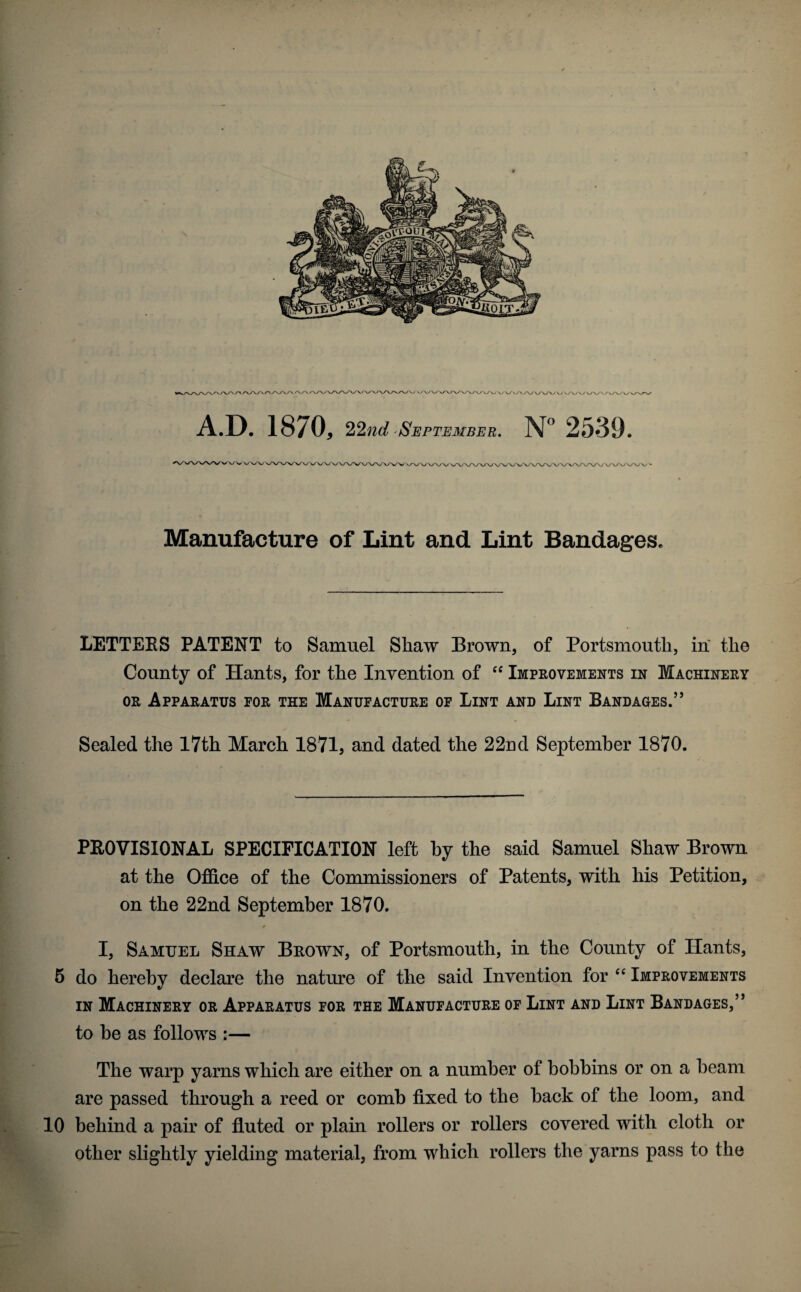 SOIT QUI MAL
DIEU ET MON DROIT
A.D. 1870, 22nd September. N° 2539.
Manufacture of Lint and Lint Bandages.
LETTERS PATENT to Samuel Shaw Brown, of Portsmouth, in the
County of Hants, for the Invention of “ Improvements in Machinery
or Apparatus for the Manufacture of Lint and Lint Bandages.”
Sealed the 17th March 1871, and dated the 22nd September 1870.
PROVISIONAL SPECIFICATION left by the said Samuel Shaw Brown
at the Office of the Commissioners of Patents, with his Petition,
on the 22nd September 1870.
I, Samuel Shaw Brown, of Portsmouth, in the County of Hants,
5 do hereby declare the nature of the said Invention for “ Improvements
in Machinery or Apparatus for the Manufacture of Lint and Lint Bandages,”
to be as follows :—
The warp yarns which are either on a number of bobbins or on a beam
are passed through a reed or comb fixed to the back of the loom, and
10 behind a pair of fluted or plain rollers or rollers covered with cloth or
other slightly yielding material, from which rollers the yarns pass to the